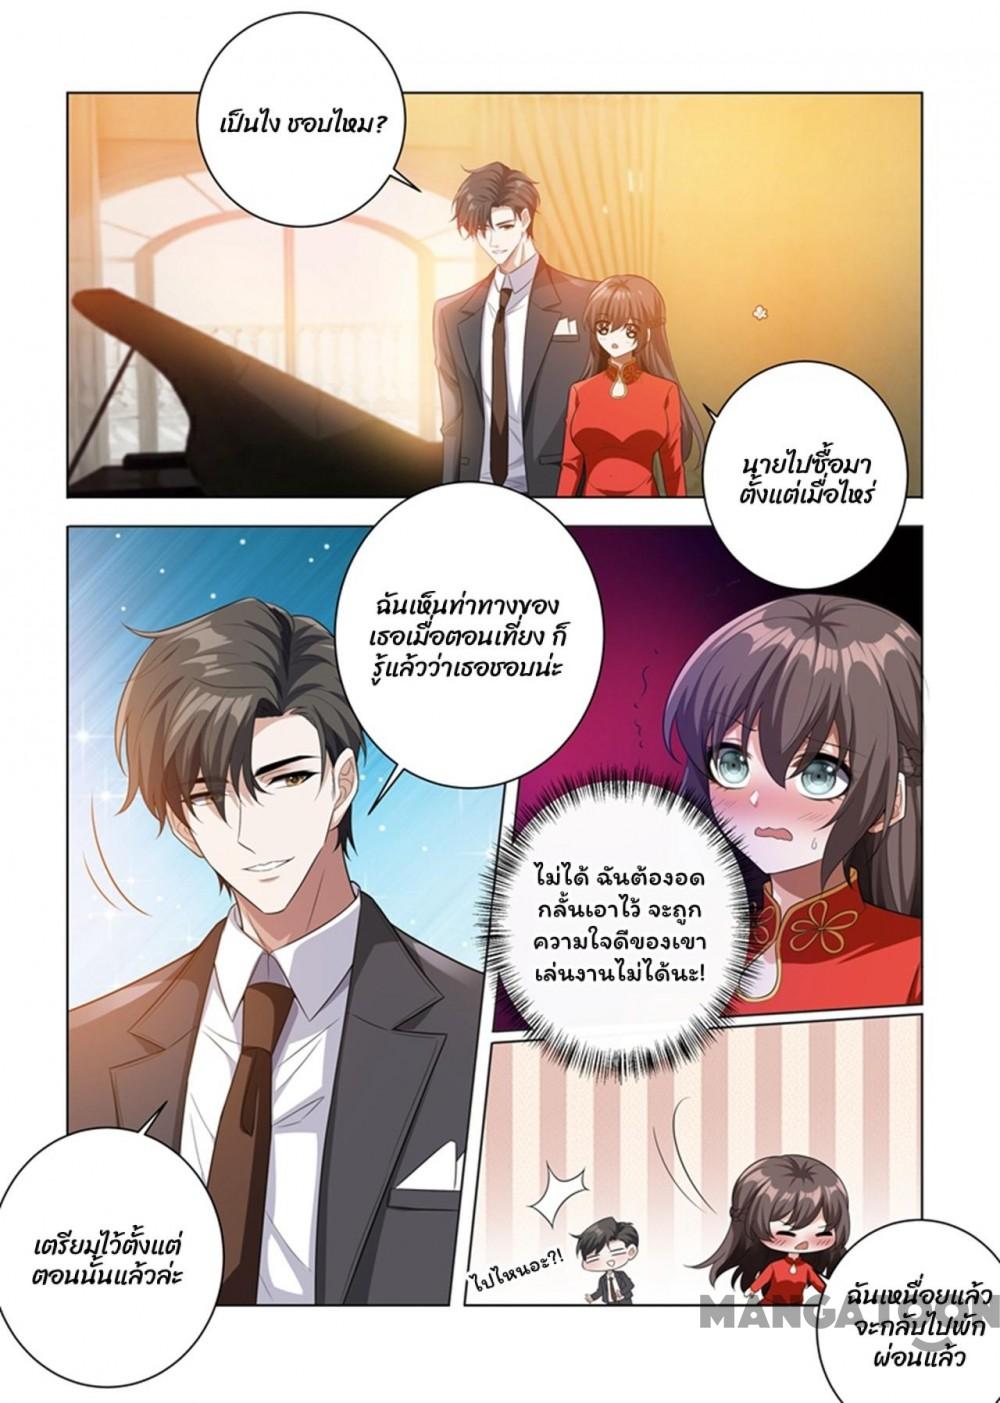 เป็นไง ชอบไหม?
นายไปซื้อมา
ตั้งแต่เมื่อไหร่
ฉันเห็นท่าทางของ
เธอเมื่อตอนเที่ยง ก็
รู้แล้วว่าเธอชอบน่ะ
ไม่ได้ ฉันต้องอด
กลั้นเอาไว้ จะถูก
ความใจดีของเขา
เล่นงานไม่ได้นะ!
เตรียมไว้ตั้งแต่
ตอนนั้นแล้วล่ะ
ไปไหนอะ?!
ฉันเหนื่อยแล้ว
จะกลับไปพัก
ผ่อนแล้ว
MANGATOON